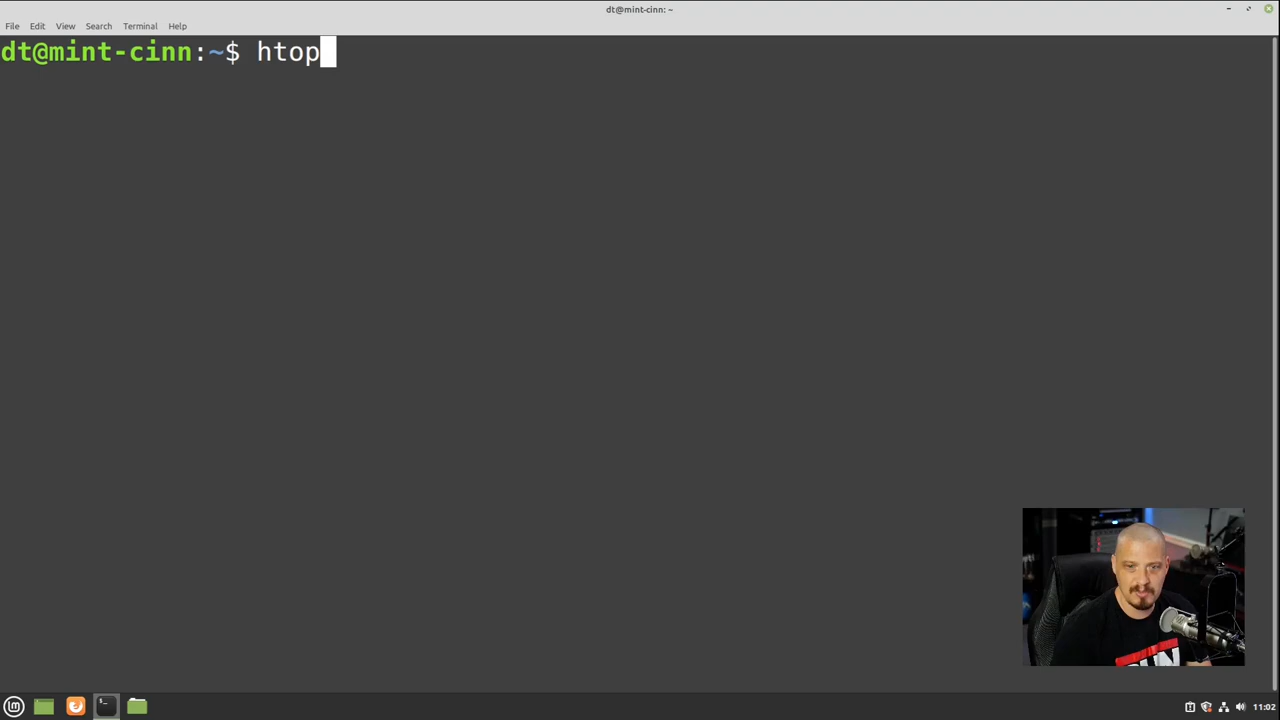 dt@mint-cinn: ~
File Edit View Search Terminal Help
dt@mint-cinn:~$ htop
11:02